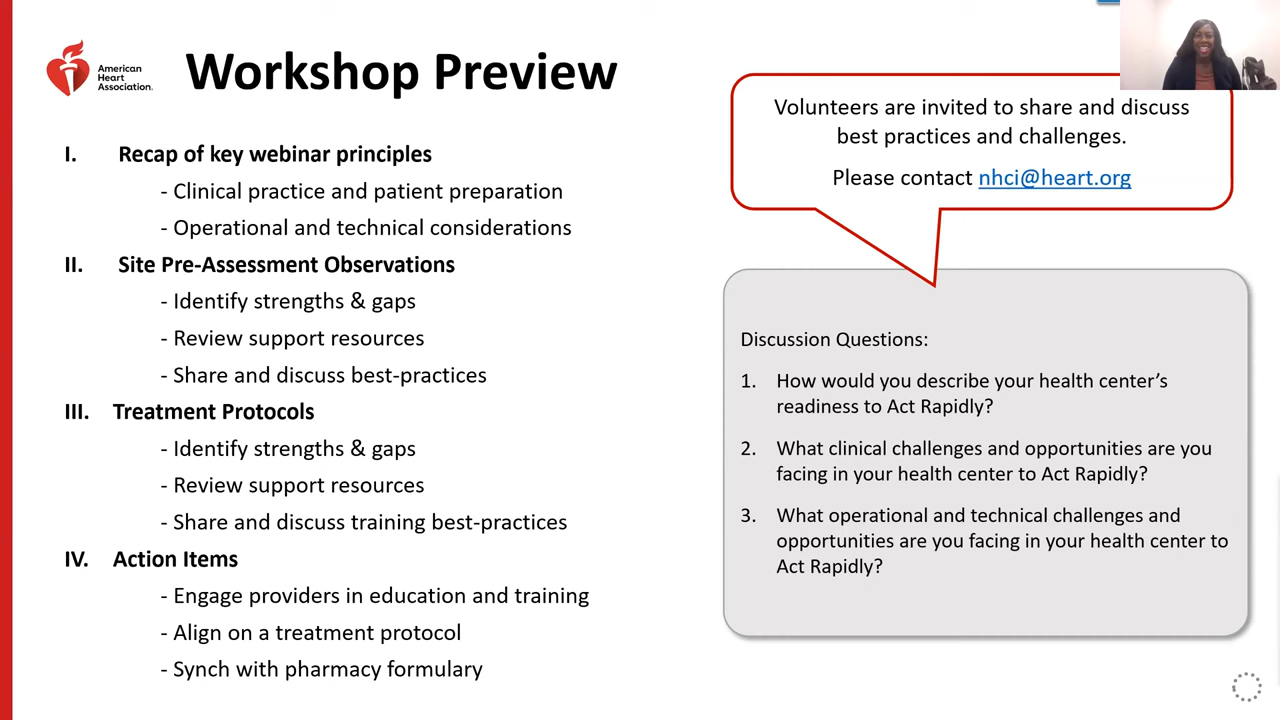 American
Heart
Association.
Workshop Preview
I. Recap of key webinar principles
- Clinical practice and patient preparation
- Operational and technical considerations
II. Site Pre-Assessment Observations
- Identify strengths & gaps
- Review support resources
- Share and discuss best-practices
III. Treatment Protocols
- Identify strengths & gaps
- Review support resources
- Share and discuss training best-practices
IV. Action Items
- Engage providers in education and training
- Align on a treatment protocol
- Synch with pharmacy formulary
Volunteers are invited to share and discuss
best practices and challenges.
Please contact nhci@heart.org
Discussion Questions:
1. How would you describe your health center’s
readiness to Act Rapidly?
2. What clinical challenges and opportunities are you
facing in your health center to Act Rapidly?
3. What operational and technical challenges and
opportunities are you facing in your health center to
Act Rapidly?